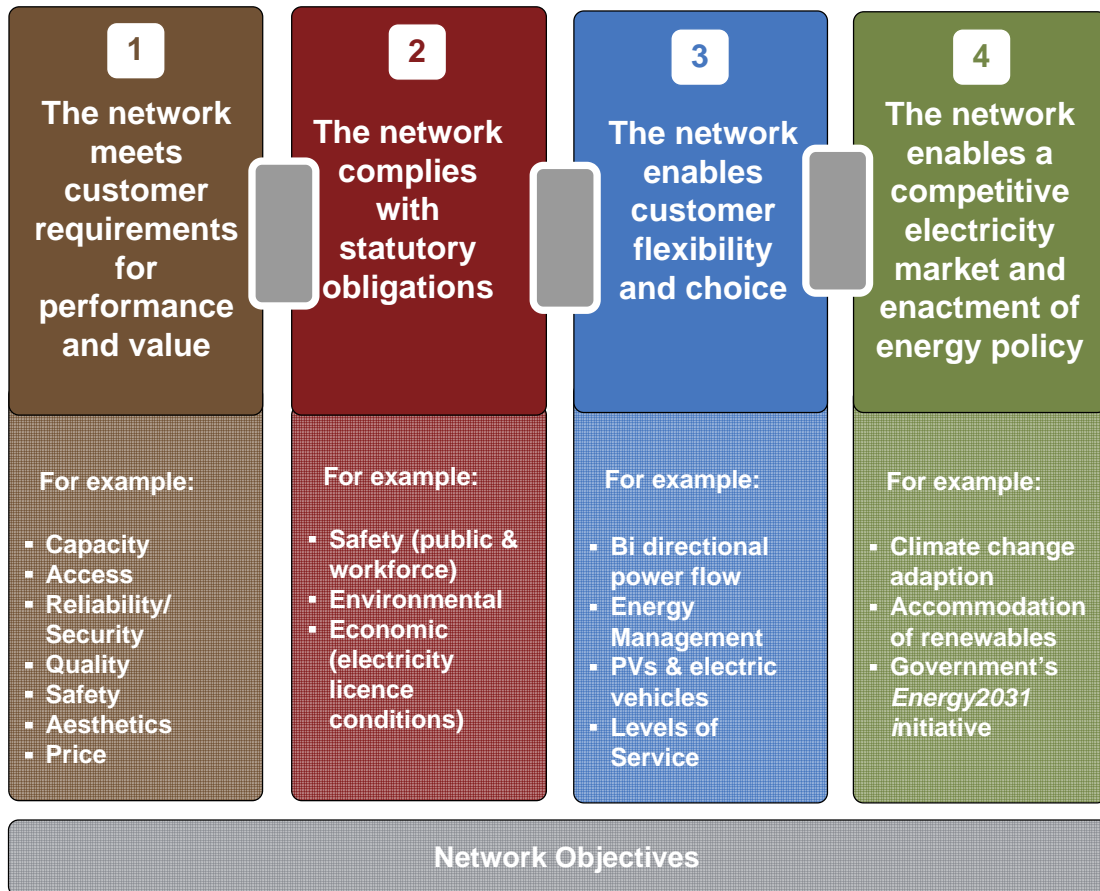 1
The network
meets
customer
requirements
for
performance
and value
For example:
▪ Capacity
▪ Access
▪ Reliability/
Security
▪ Quality
▪ Safety
▪ Aesthetics
▪ Price
2
The network
complies
with
statutory
obligations
For example:
▪ Safety (public &
workforce)
▪ Environmental
▪ Economic
(electricity
licence
conditions)
3
The network
enables
customer
flexibility
and choice
For example:
▪ Bi directional
power flow
▪ Energy
Management
▪ PVs & electric
vehicles
▪ Levels of
Service
4
The network
enables a
competitive
electricity
market and
enactment of
energy policy
For example:
▪ Climate change
adaption
▪ Accommodation
of renewables
▪ Government’s
Energy2031
initiative
Network Objectives